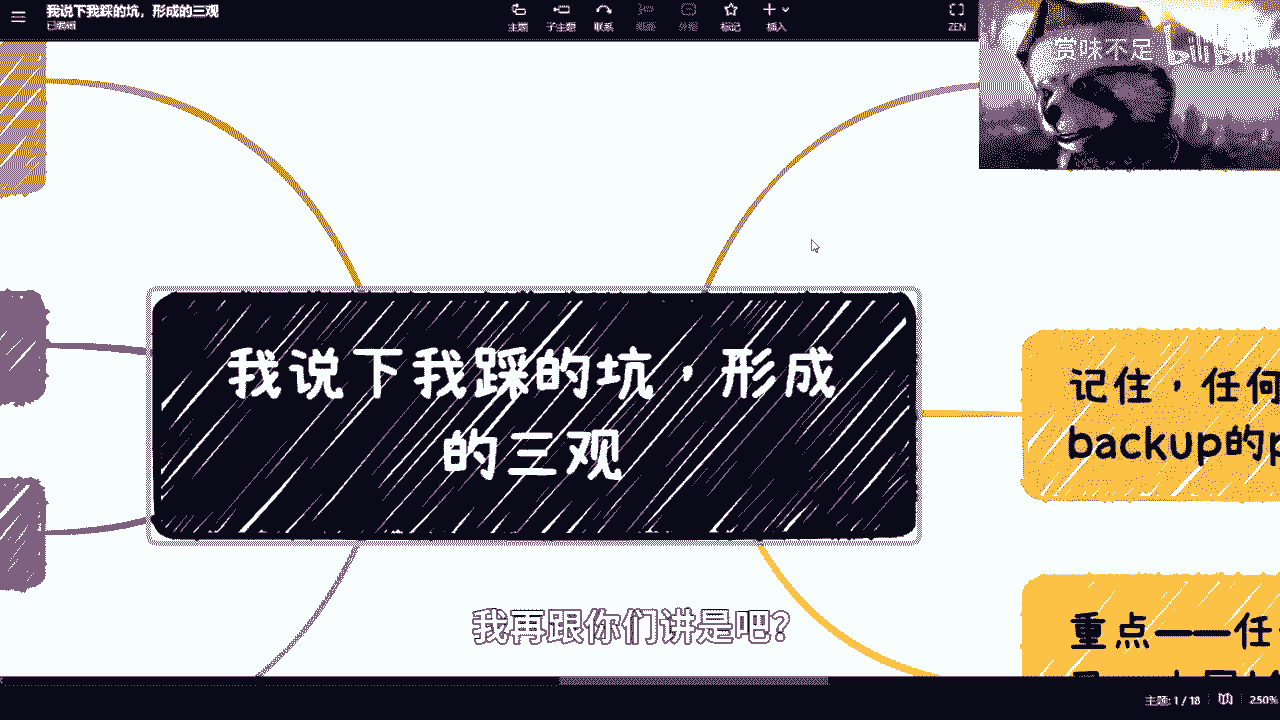 我说下我踩的坑，形成的三观
已编辑
主题
子主题
联系
概要
外框
标记
插入
ZEN
赏味不足 bilibili
我说下我踩的坑，形成
的三观
记住，任何
backup的p
重点——任
我再跟你们讲是吧？
主题: 1 / 18
250%